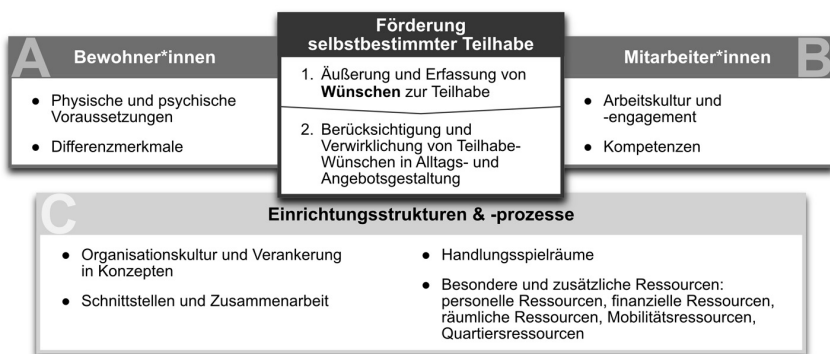 A
Bewohner*innen
● Physische und psychische
Voraussetzungen
● Differenzmerkmale
Förderung
selbstbestimmter Teilhabe
1. Äußerung und Erfassung von
Wünschen zur Teilhabe
2. Berücksichtigung und
Verwirklichung von Teilhabe-
Wünschen in Alltags- und
Angebotsgestaltung
Mitarbeiter*innen
B
● Arbeitskultur und
-engagement
● Kompetenzen
C
Einrichtungsstrukturen & -prozesse
● Organisationskultur und Verankerung
in Konzepten
● Schnittstellen und Zusammenarbeit
● Handlungsspielräume
● Besondere und zusätzliche Ressourcen:
personelle Ressourcen, finanzielle Ressourcen,
räumliche Ressourcen, Mobilitätsressourcen,
Quartiersressourcen